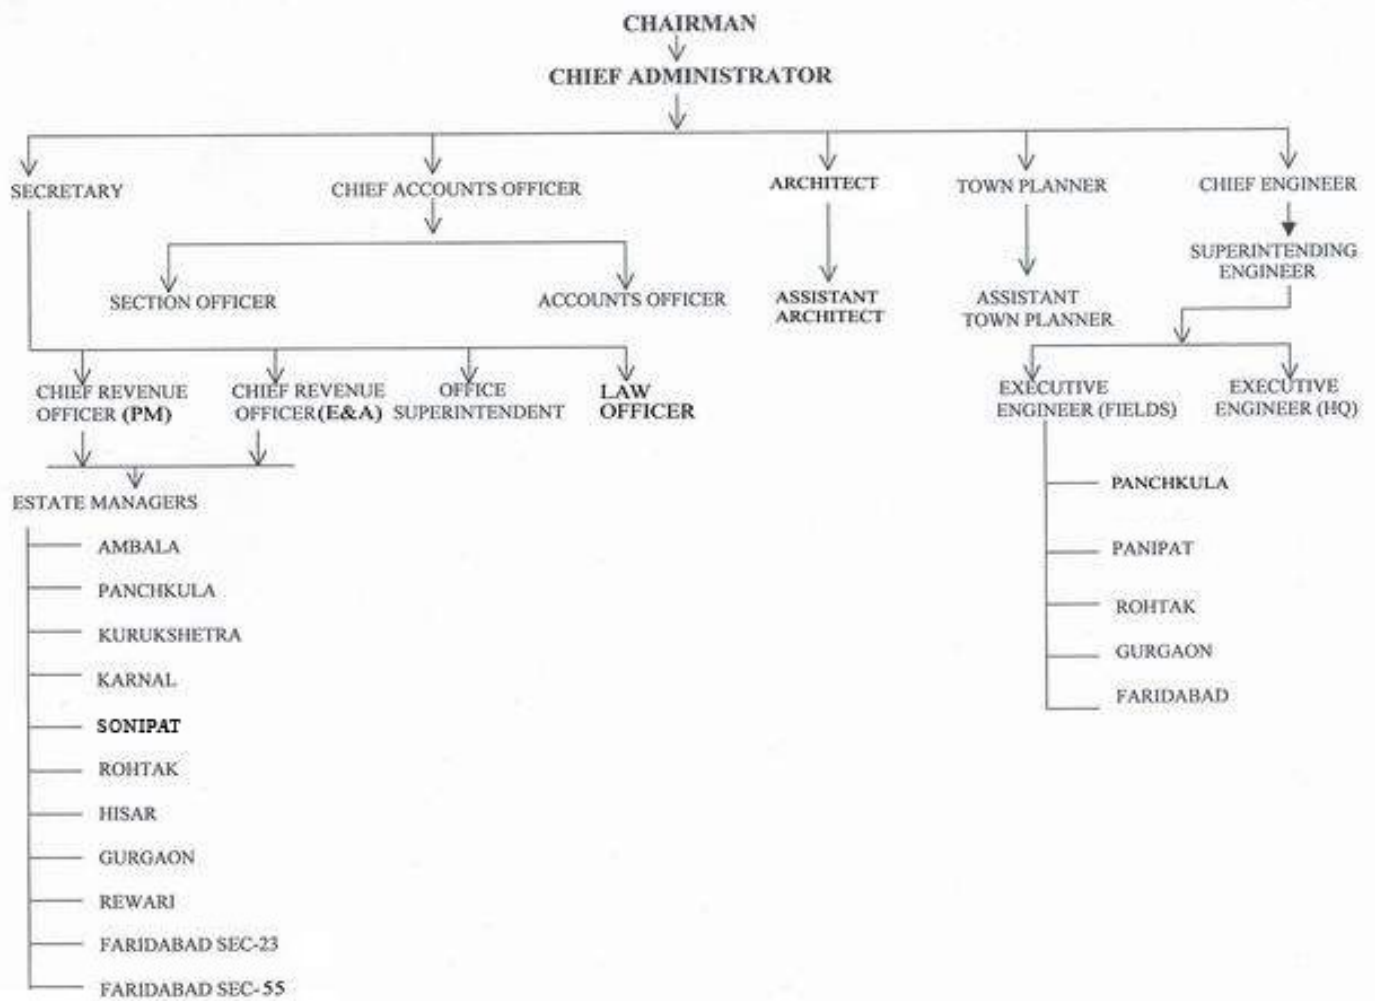 CHAIRMAN
CHIEF ADMINISTRATOR
SECRETARY
CHIEF ACCOUNTS OFFICER
ARCHITECT
TOWN PLANNER
CHIEF ENGINEER
SUPERINTENDING
ENGINEER
SECTION OFFICER
ACCOUNTS OFFICER
ASSISTANT
ARCHITECT
ASSISTANT
TOWN PLANNER
CHIEF REVENUE
OFFICER (PM)
CHIEF REVENUE
OFFICER(E&A)
OFFICE
SUPERINTENDENT
LAW
OFFICER
EXECUTIVE
ENGINEER (FIELDS)
EXECUTIVE
ENGINEER (HQ)
ESTATE MANAGERS
AMBALA
PANCHKULA
KURUKSHETRA
KARNAL
SONIPAT
ROHTAK
HISAR
GURGAON
REWARI
FARIDABAD SEC-23
FARIDABAD SEC-55
PANCHKULA
PANIPAT
ROHTAK
GURGAON
FARIDABAD